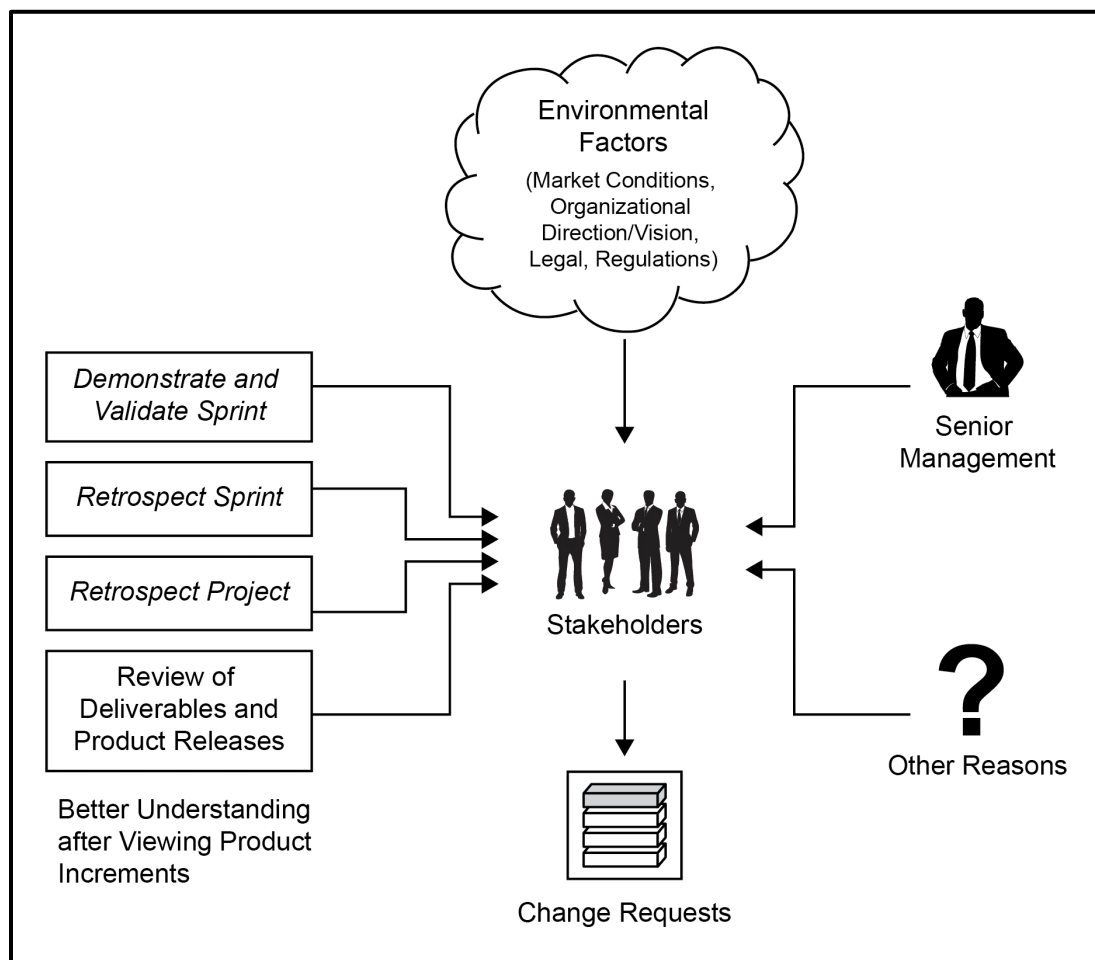 Environmental
Factors
(Market Conditions,
Organizational
Direction/Vision,
Legal, Regulations)
Demonstrate and
Validate Sprint
Retrospect Sprint
Retrospect Project
Review of
Deliverables and
Product Releases
Better Understanding
after Viewing Product
Increments
Stakeholders
Change Requests
Senior
Management
?
Other Reasons